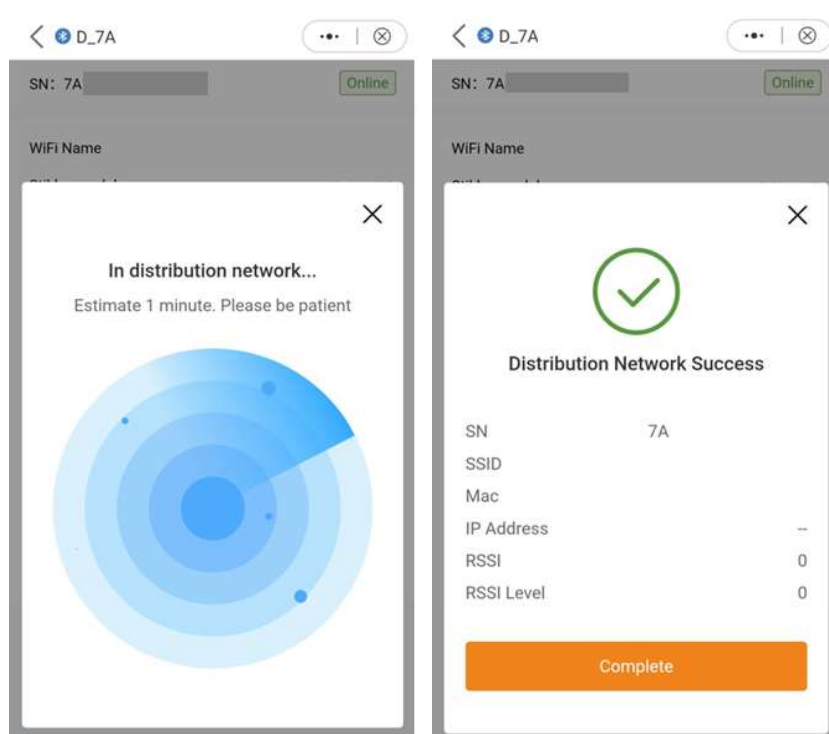 D_7A
SN: 7A
Online
WiFi Name
In distribution network...
Estimate 1 minute. Please be patient
D_7A
SN: 7A
Online
WiFi Name
Distribution Network Success
SN 7A
SSID
Mac
IP Address --
RSSI 0
RSSI Level 0
Complete